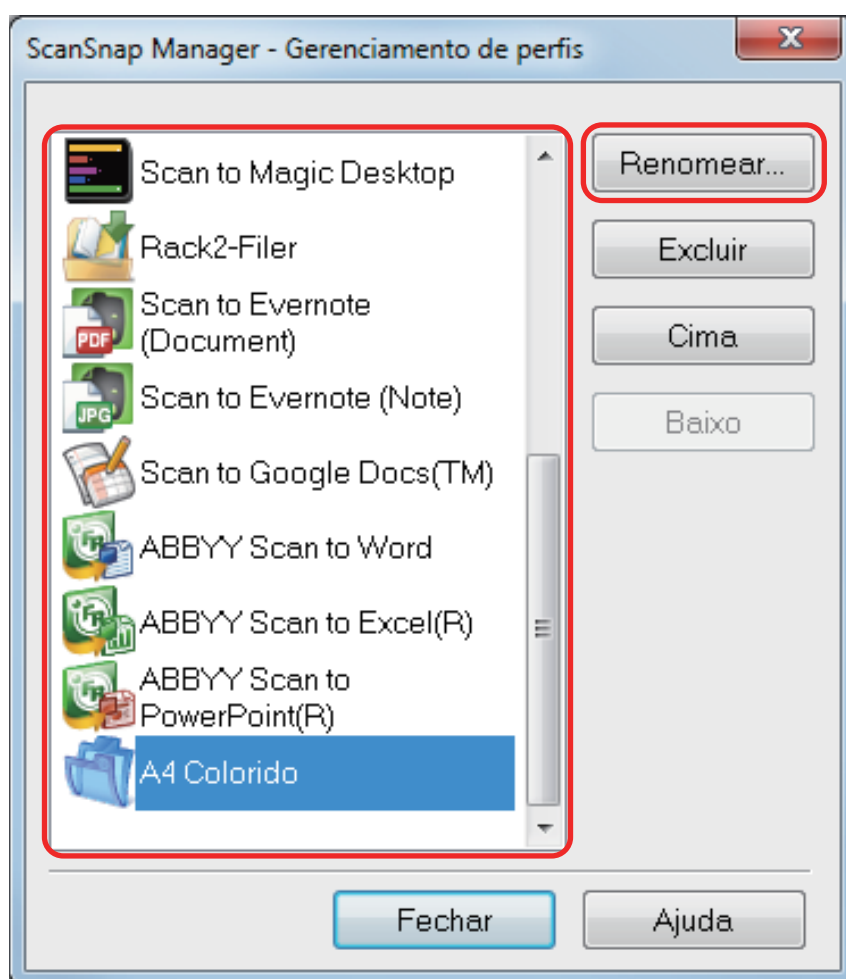 ScanSnap Manager - Gerenciamento de perfis
Scan to Magic Desktop
Rack2-Filer
Scan to Evernote
(Document)
PDF
Scan to Evernote (Note)
JPG
Scan to Google Docs(TM)
ABBYY Scan to Word
ABBYY Scan to Excel(R)
ABBYY Scan to
PowerPoint(R)
A4 Colorido
Renomear...
Excluir
Cima
Baixo
Fechar
Ajuda